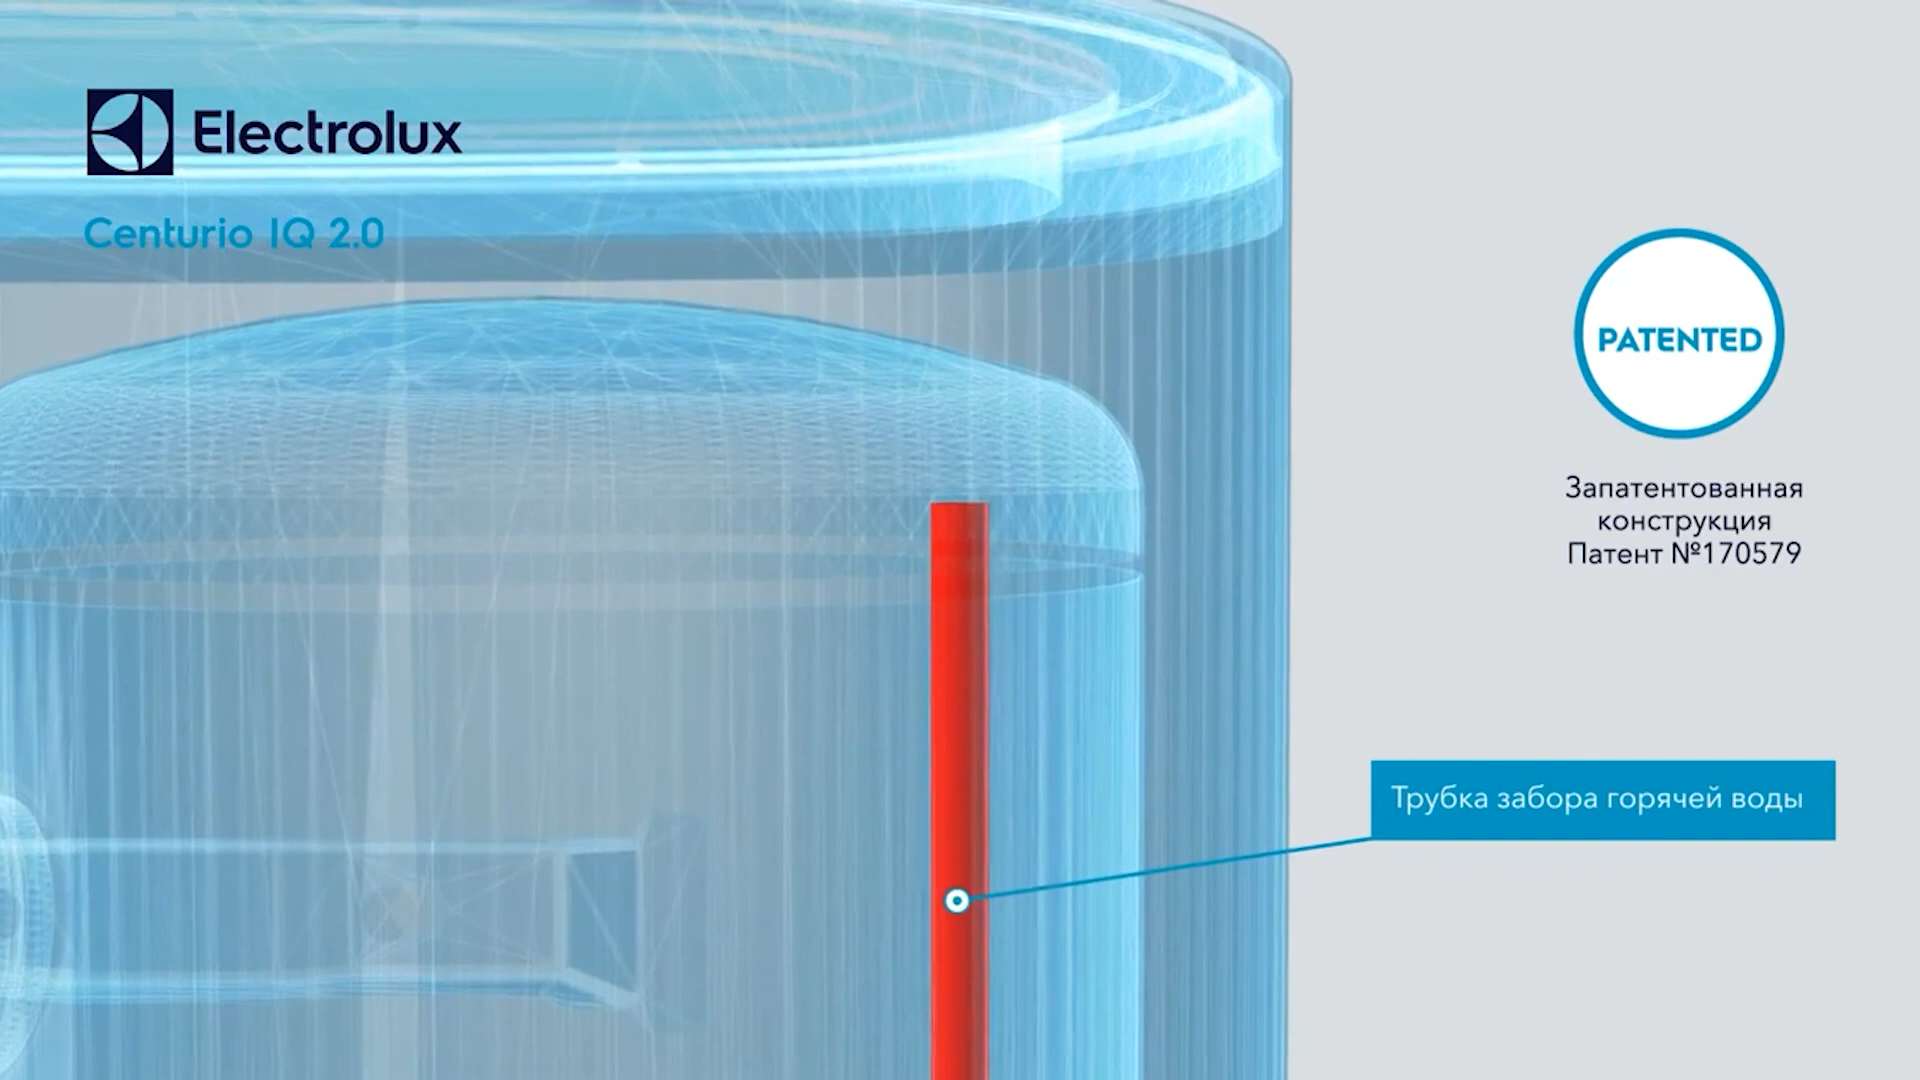 Electrolux
Centurio IQ 2.0
PATENTED
Запатентованная
конструкция
Патент №170579
Трубка забора горячей воды